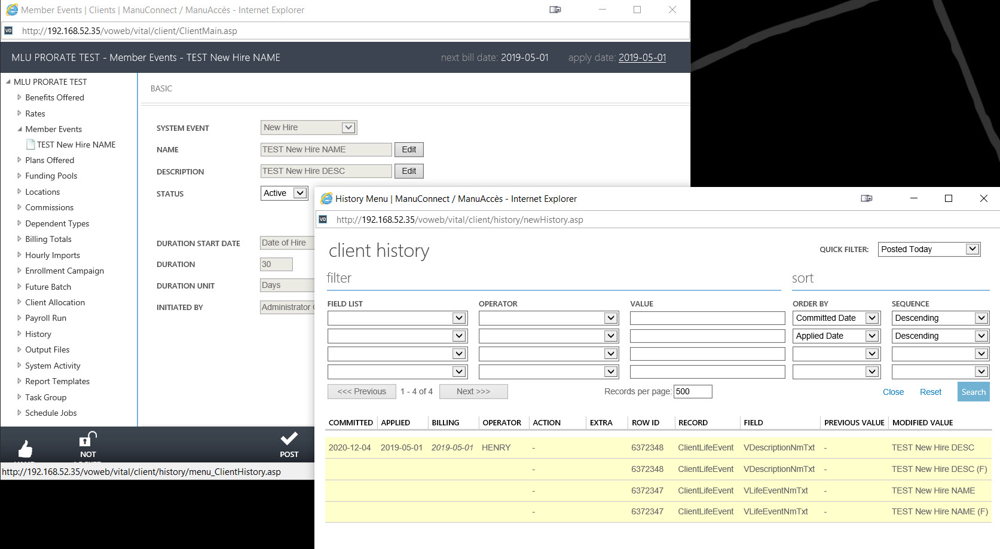 Member Events | Clients | ManuConnect / ManuAccès - Internet Explorer
VO http://192.168.52.35/voweb/vital/client/ClientMain.asp
MLU PRORATE TEST - Member Events - TEST New Hire NAME next bill date: 2019-05-01 apply date: 2019-05-01
MLU PRORATE TEST
Benefits Offered
Rates
Member Events
TEST New Hire NAME
Plans Offered
Funding Pools
Locations
Commissions
Dependent Types
Billing Totals
Hourly Imports
Enrollment Campaign
Future Batch
Client Allocation
Payroll Run
History
Output Files
System Activity
Report Templates
Task Group
Schedule Jobs
BASIC
SYSTEM EVENT New Hire
NAME TEST New Hire NAME Edit
DESCRIPTION TEST New Hire DESC Edit
STATUS Active
DURATION START DATE Date of Hire
DURATION 30
DURATION UNIT Days
INITIATED BY Administrator
NOT
POST
http://192.168.52.35/voweb/vital/client/history/menu_ClientHistory.asp
History Menu | ManuConnect / ManuAccès - Internet Explorer
VO http://192.168.52.35/voweb/vital/client/history/newHistory.asp
client history QUICK FILTER: Posted Today
filter sort
FIELD LIST OPERATOR VALUE ORDER BY SEQUENCE
Committed Date Descending
Applied Date Descending
<<< Previous 1 - 4 of 4 Next >>> Records per page: 500 Close Reset Search
COMMITTED APPLIED BILLING OPERATOR ACTION EXTRA ROW ID RECORD FIELD PREVIOUS VALUE MODIFIED VALUE
2020-12-04 2019-05-01 2019-05-01 HENRY - 6372348 ClientLifeEvent VDescriptionNmTxt - TEST New Hire DESC
- 6372348 ClientLifeEvent VDescriptionNmTxt - TEST New Hire DESC (F)
- 6372347 ClientLifeEvent VLifeEventNmTxt - TEST New Hire NAME
- 6372347 ClientLifeEvent VLifeEventNmTxt - TEST New Hire NAME (F)